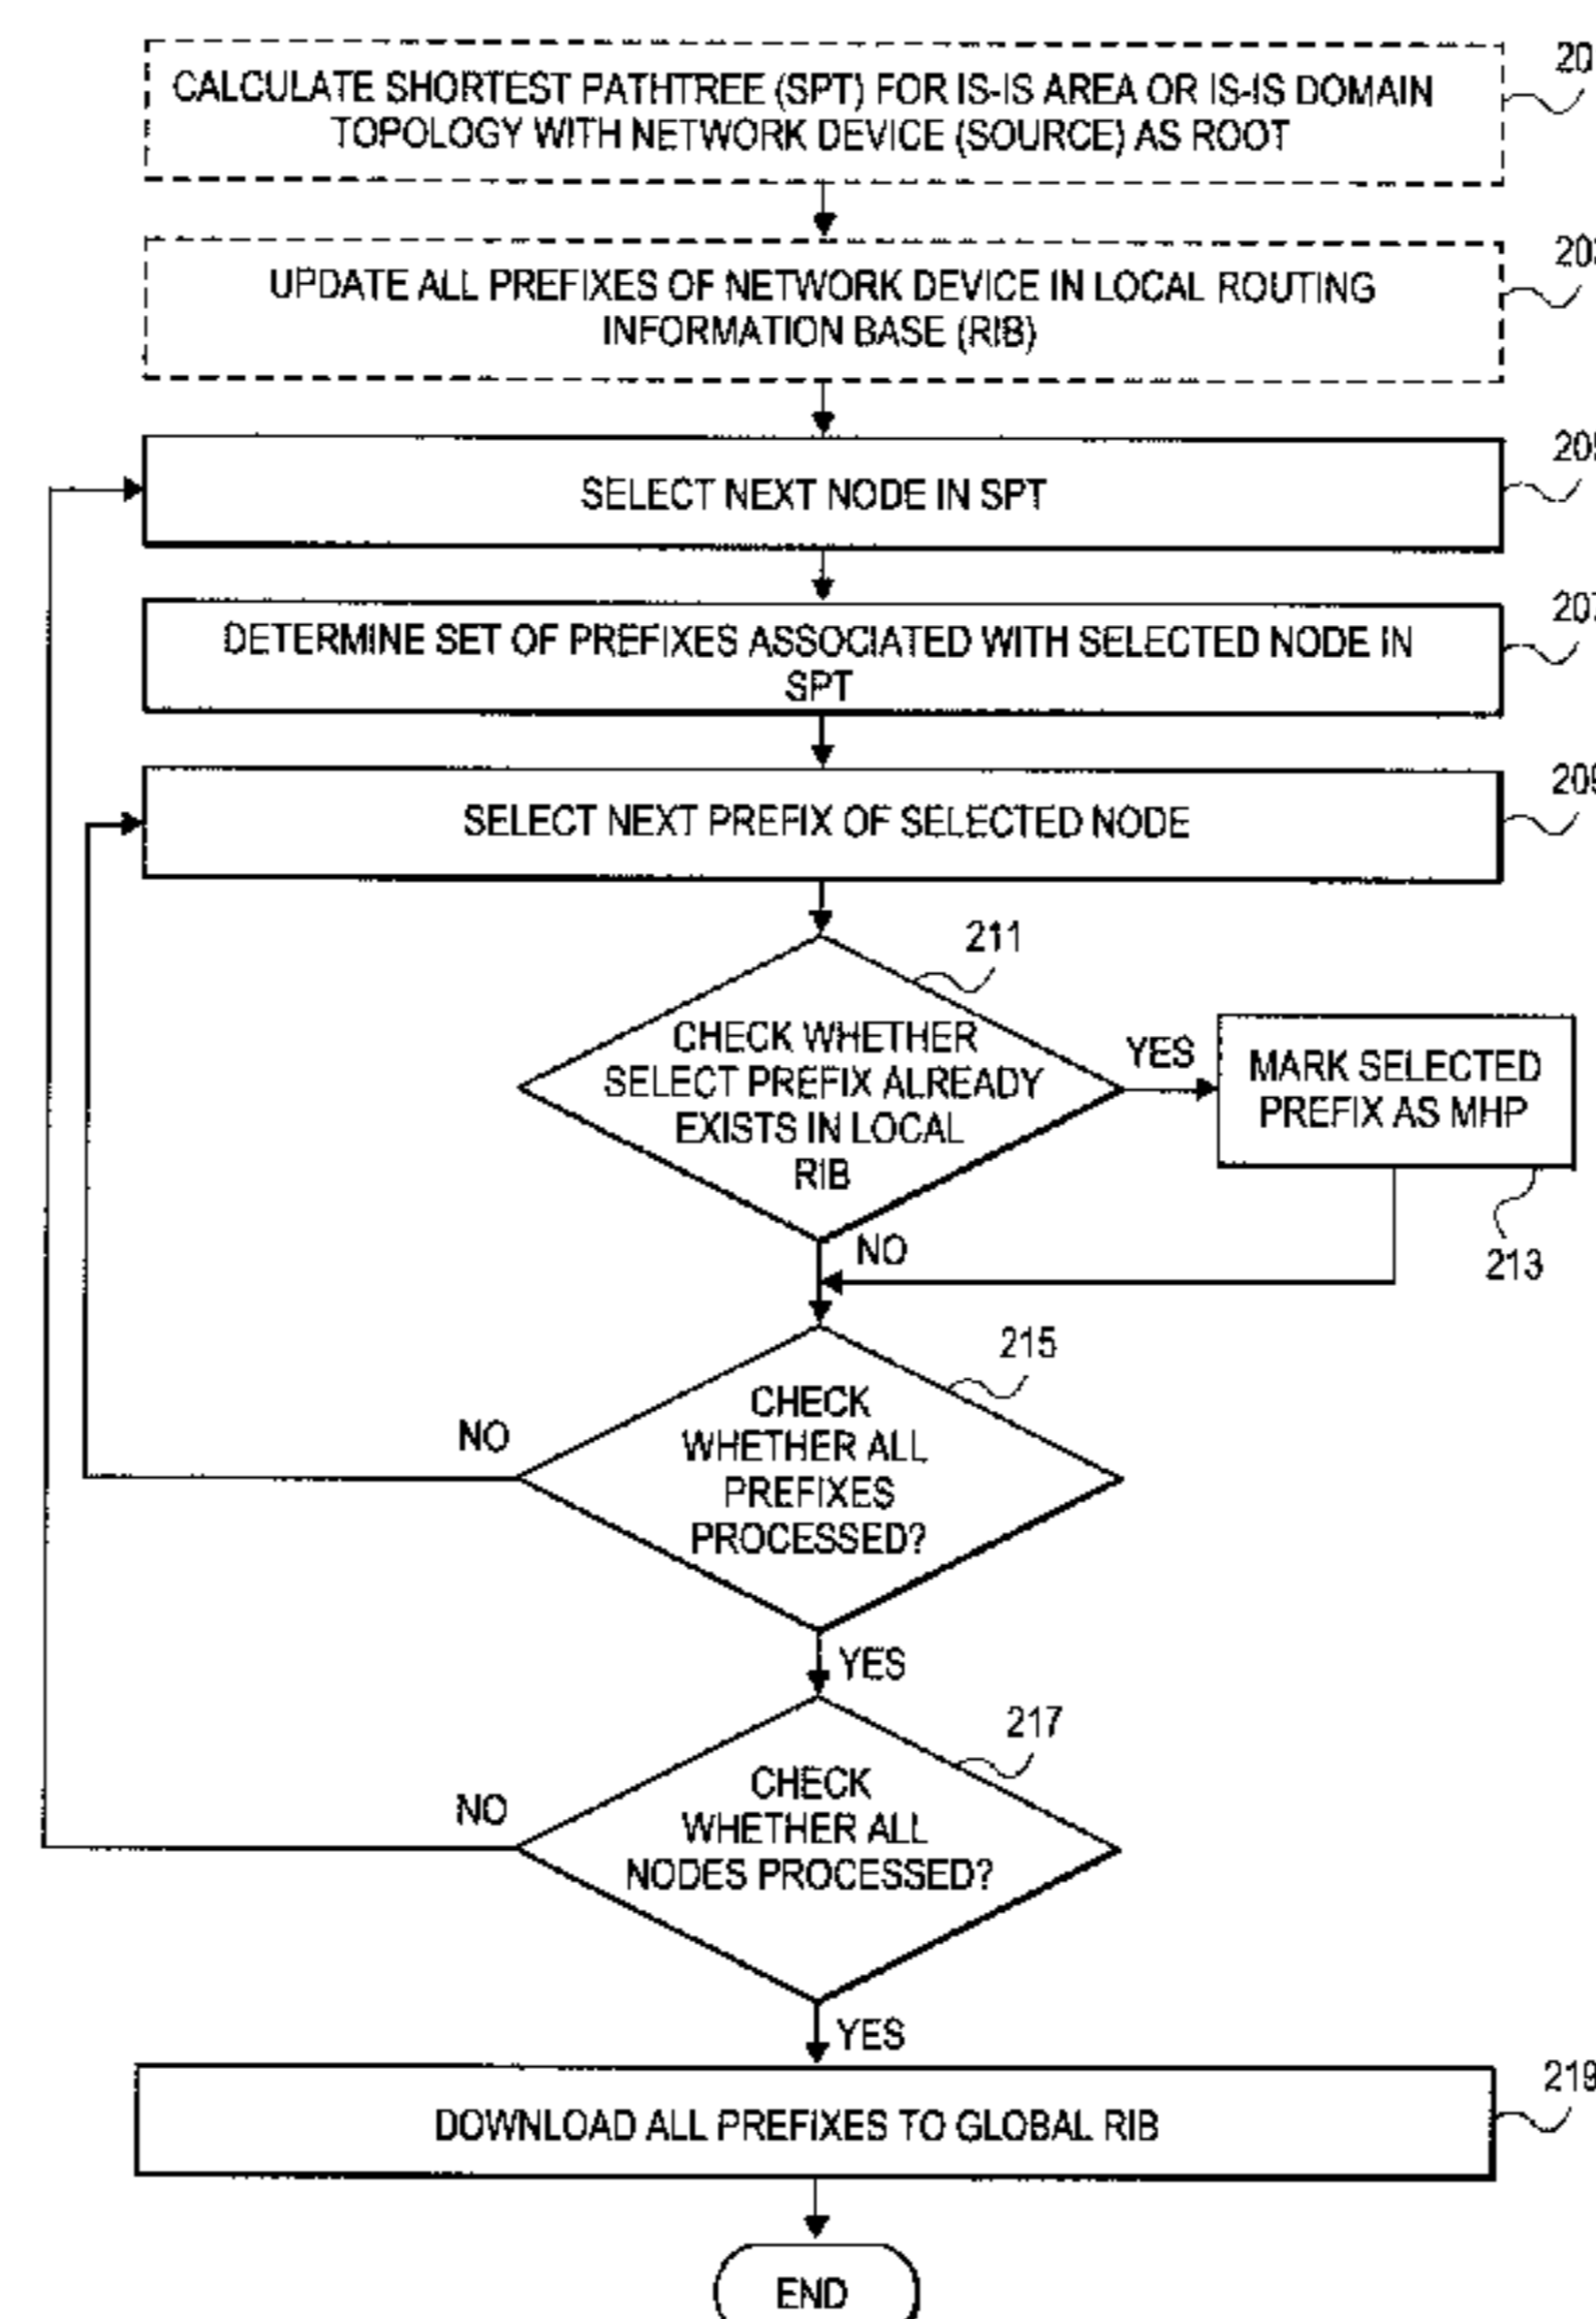 CALCULATE SHORTEST PATHTREE (SPT) FOR IS-IS AREA OR IS-IS DOMAIN
TOPOLOGY WITH NETWORK DEVICE (SOURCE) AS ROOT
UPDATE ALL PREFIXES OF NETWORK DEVICE IN LOCAL ROUTING
INFORMATION BASE (RIB)
SELECT NEXT NODE IN SPT
DETERMINE SET OF PREFIXES ASSOCIATED WITH SELECTED NODE IN
SPT
207
SELECT NEXT PREFIX OF SELECTED NODE
209
211
CHECK WHETHER
SELECT PREFIX ALREADY
EXISTS IN LOCAL
RIB
YES
MARK SELECTED
PREFIX AS MHP
213
NO
215
CHECK
WHETHER ALL
PREFIXES
PROCESSED?
NO
YES
217
CHECK
WHETHER ALL
NODES PROCESSED?
NO
YES
DOWNLOAD ALL PREFIXES TO GLOBAL RIB
219
END